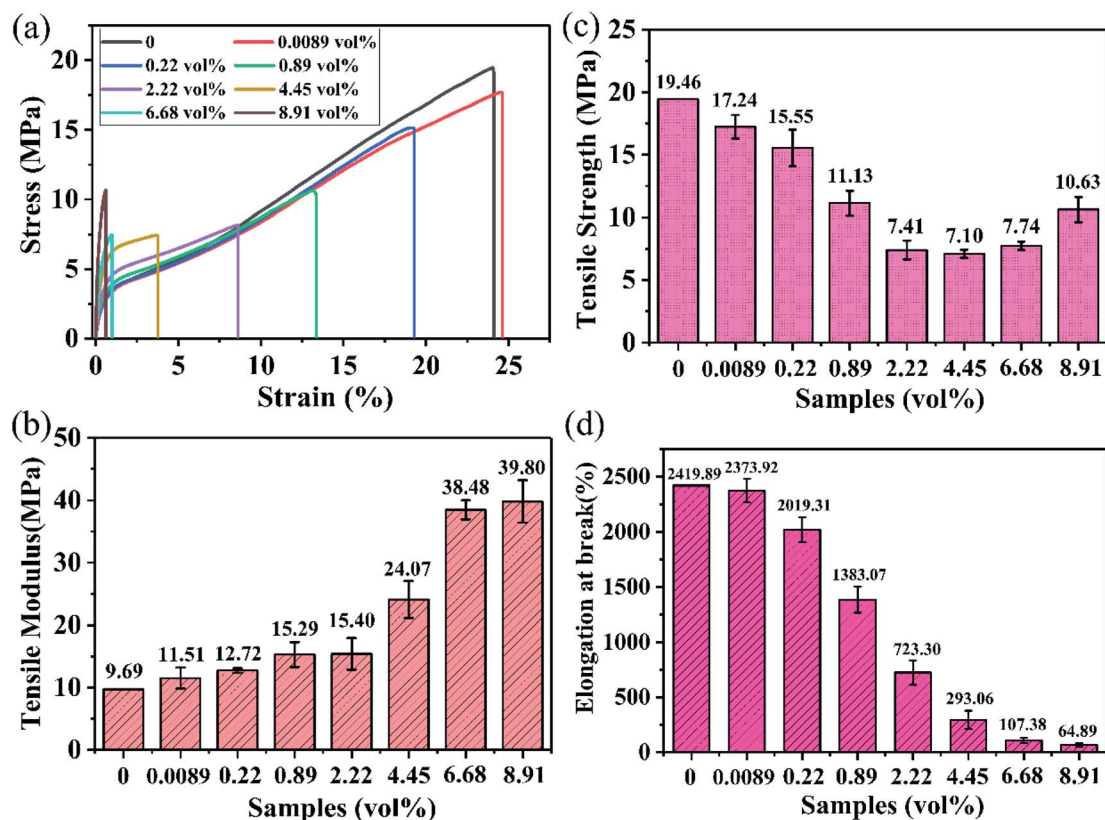 (a)
0
0.0089 vol%
0.22 vol%
0.89 vol%
2.22 vol%
4.45 vol%
6.68 vol%
8.91 vol%
Stress (MPa)
20
15
10
5
0
0 5 10 15 20 25
Strain (%)
(c)
Tensile Strength (MPa)
25
20
15
10
5
0
19.46
17.24
15.55
11.13
7.41
7.10
7.74
10.63
0 0.0089 0.22 0.89 2.22 4.45 6.68 8.91
Samples (vol%)
(b)
Tensile Modulus(MPa)
50
40
30
20
10
0
9.69
11.51
12.72
15.29
15.40
24.07
38.48
39.80
0 0.0089 0.22 0.89 2.22 4.45 6.68 8.91
Samples (vol%)
(d)
Elongation at break(%)
2500
2000
1500
1000
500
0
2419.89
2373.92
2019.31
1383.07
723.30
293.06
107.38
64.89
0 0.0089 0.22 0.89 2.22 4.45 6.68 8.91
Samples (vol%)